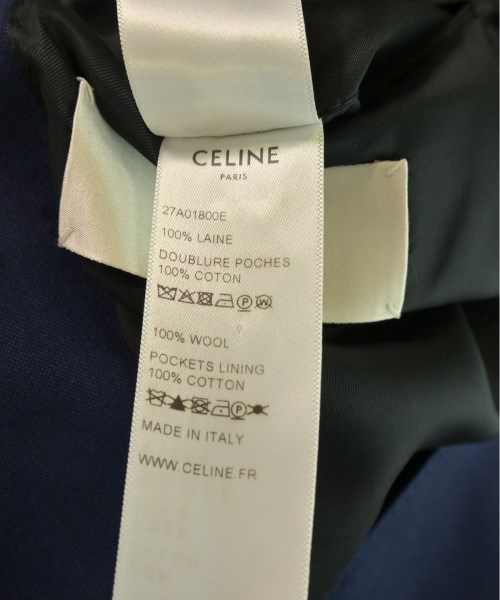 CELINE
PARIS
27A01800E
100% LAINE
DOUBLURE POCHES
100% COTON
P W
100% WOOL
POCKETS LINING
100% COTTON
P
MADE IN ITALY
WWW.CELINE.FR